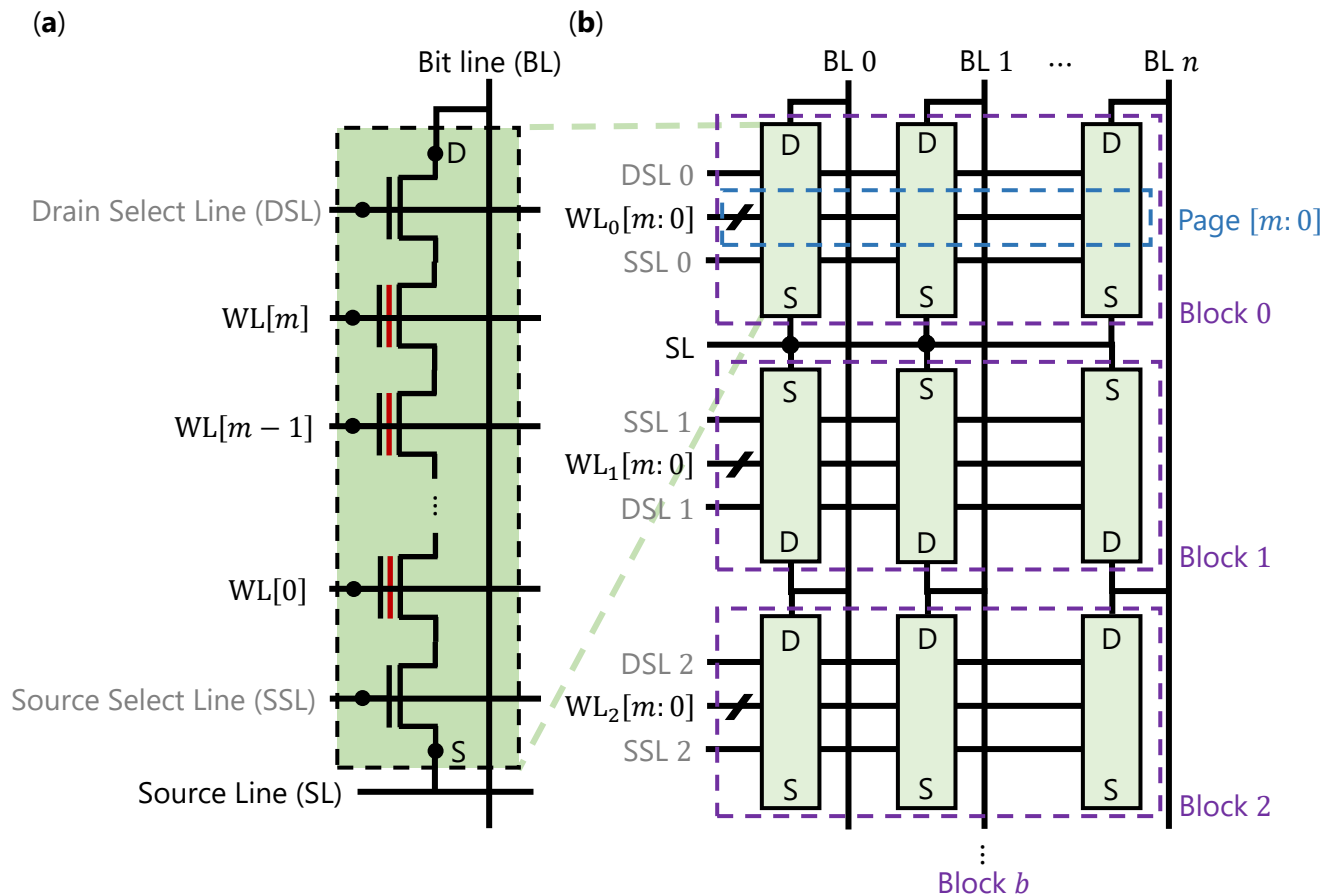 (a)
Bit line (BL)
D
Drain Select Line (DSL)
WL[m]
WL[m − 1]
⋮
WL[0]
Source Select Line (SSL)
S
Source Line (SL)
(b)
BL 0 BL 1 ⋯ BL n
D D D
DSL 0
WL₀[m: 0] Page [m: 0]
SSL 0
S S S
Block 0
SL
S S S
SSL 1
WL₁[m: 0]
DSL 1
D D D
Block 1
D D D
DSL 2
WL₂[m: 0]
SSL 2
S S S
Block 2
⋮
Block b